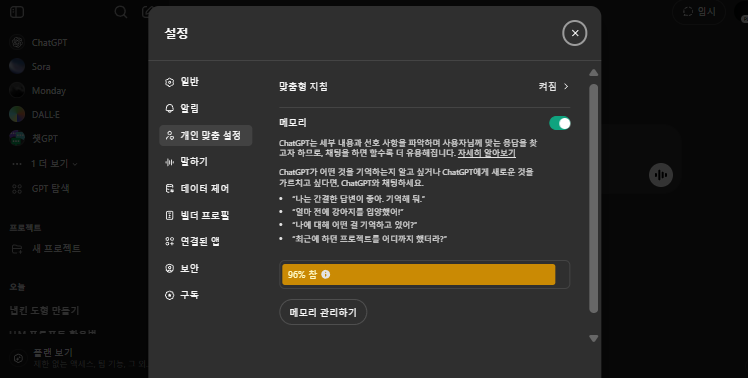 ChatGPT
Sora
Monday
DALL·E
챗GPT
1 더 보기
GPT 탐색
프로젝트
새 프로젝트
오늘
냅킨 도형 만들기
플랜 보기
임시
설정
일반
알림
개인 맞춤 설정
말하기
데이터 제어
빌더 프로필
연결된 앱
보안
구독
맞춤형 지침
켜짐
메모리
ChatGPT는 세부 내용과 선호 사항을 파악하며 사용자님께 맞는 응답을 찾
고자 하므로, 채팅을 하면 할수록 더 유용해집니다. 자세히 알아보기
ChatGPT가 어떤 것을 기억하는지 알고 싶거나 ChatGPT에게 새로운 것을
가르치고 싶다면, ChatGPT와 채팅하세요.
• "나는 간결한 답변이 좋아. 기억해 둬."
• "얼마 전에 강아지를 입양했어!"
• "나에 대해 어떤 걸 기억하고 있어?"
• "최근에 하던 프로젝트를 어디까지 했더라?"
96% 참
메모리 관리하기